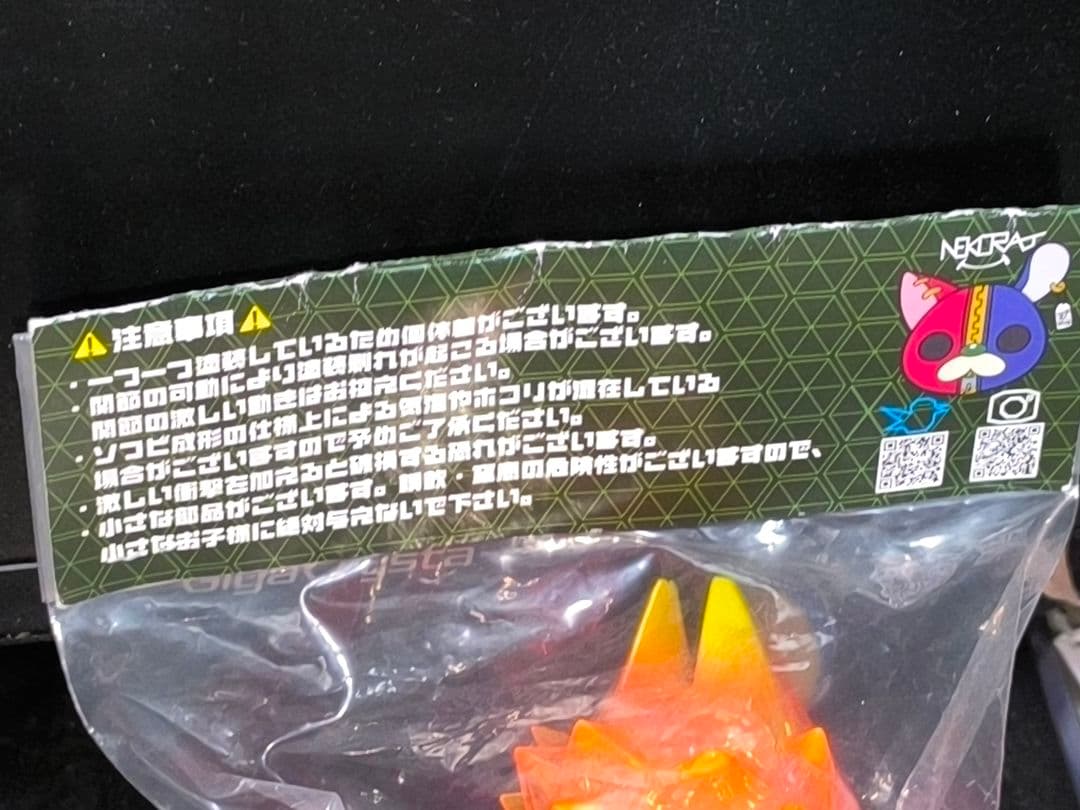 注意事項
・一つ一つ塗装しているため個体差がございます。
・関節の可動により塗装剥れが起こる場合がございます。
関節の激しい動きはお控えください。
・ソフビ成形の仕様上による気泡やホコリが混在している
場合がございますので予めご了承ください。
・激しい衝撃を加えると破損する恐れがございます。
・小さな部品がございます。誤飲・窒息の危険性がございますので、
小さなお子様に絶対与えないで下さい。
NEKORAT